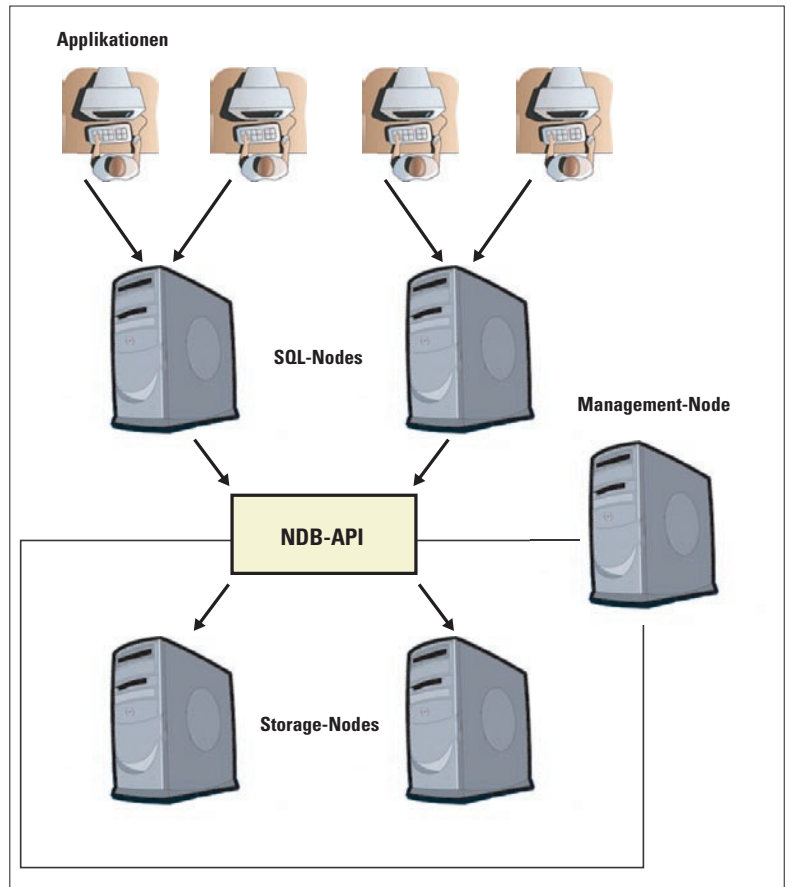 Applikationen
SQL-Nodes
Management-Node
NDB-API
Storage-Nodes